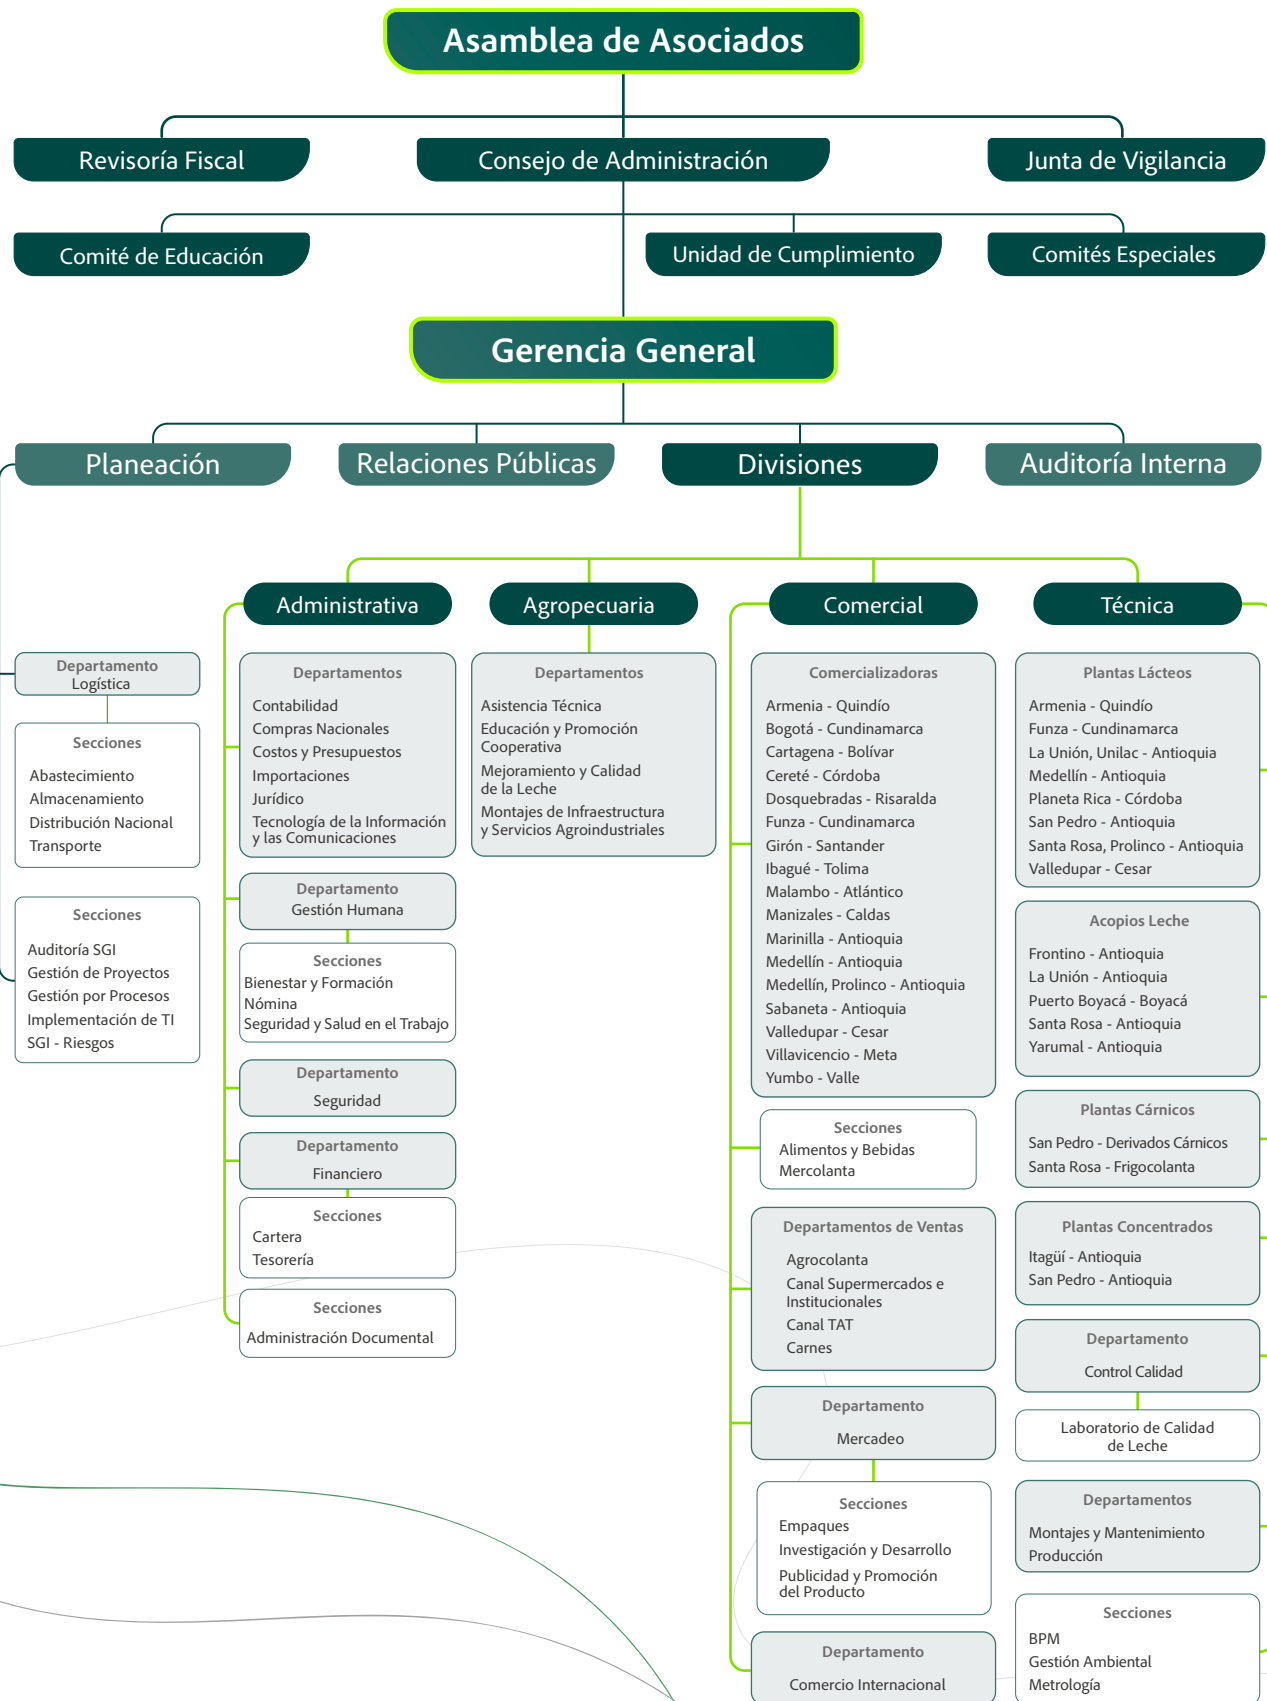 Asamblea de Asociados
Revisoría Fiscal
Consejo de Administración
Junta de Vigilancia
Comité de Educación
Unidad de Cumplimiento
Comités Especiales
Gerencia General
Planeación
Relaciones Públicas
Divisiones
Auditoría Interna
Departamento
Logística
Secciones
Abastecimiento
Almacenamiento
Distribución Nacional
Transporte
Secciones
Auditoría SGI
Gestión de Proyectos
Gestión por Procesos
Implementación de TI
SGI - Riesgos
Administrativa
Departamentos
Contabilidad
Compras Nacionales
Costos y Presupuestos
Importaciones
Jurídico
Tecnología de la Información
y las Comunicaciones
Departamento
Gestión Humana
Secciones
Bienestar y Formación
Nómina
Seguridad y Salud en el Trabajo
Departamento
Seguridad
Departamento
Financiero
Secciones
Cartera
Tesorería
Secciones
Administración Documental
Agropecuaria
Departamentos
Asistencia Técnica
Educación y Promoción
Cooperativa
Mejoramiento y Calidad
de la Leche
Montajes de Infraestructura
y Servicios Agroindustriales
Comercial
Comercializadoras
Armenia - Quindío
Bogotá - Cundinamarca
Cartagena - Bolívar
Cereté - Córdoba
Dosquebradas - Risaralda
Funza - Cundinamarca
Girón - Santander
Ibagué - Tolima
Malambo - Atlántico
Manizales - Caldas
Marinilla - Antioquia
Medellín - Antioquia
Medellín, Prolinco - Antioquia
Sabaneta - Antioquia
Valledupar - Cesar
Villavicencio - Meta
Yumbo - Valle
Secciones
Alimentos y Bebidas
Mercolanta
Departamentos de Ventas
Agrocolanta
Canal Supermercados e
Institucionales
Canal TAT
Carnes
Departamento
Mercadeo
Secciones
Empaques
Investigación y Desarrollo
Publicidad y Promoción
del Producto
Departamento
Comercio Internacional
Técnica
Plantas Lácteos
Armenia - Quindío
Funza - Cundinamarca
La Unión, Unilac - Antioquia
Medellín - Antioquia
Planeta Rica - Córdoba
San Pedro - Antioquia
Santa Rosa, Prolinco - Antioquia
Valledupar - Cesar
Acopios Leche
Frontino - Antioquia
La Unión - Antioquia
Puerto Boyacá - Boyacá
Santa Rosa - Antioquia
Yarumal - Antioquia
Plantas Cárnicos
San Pedro - Derivados Cárnicos
Santa Rosa - Frigocolanta
Plantas Concentrados
Itagüí - Antioquia
San Pedro - Antioquia
Departamento
Control Calidad
Laboratorio de Calidad
de Leche
Departamentos
Montajes y Mantenimiento
Producción
Secciones
BPM
Gestión Ambiental
Metrología